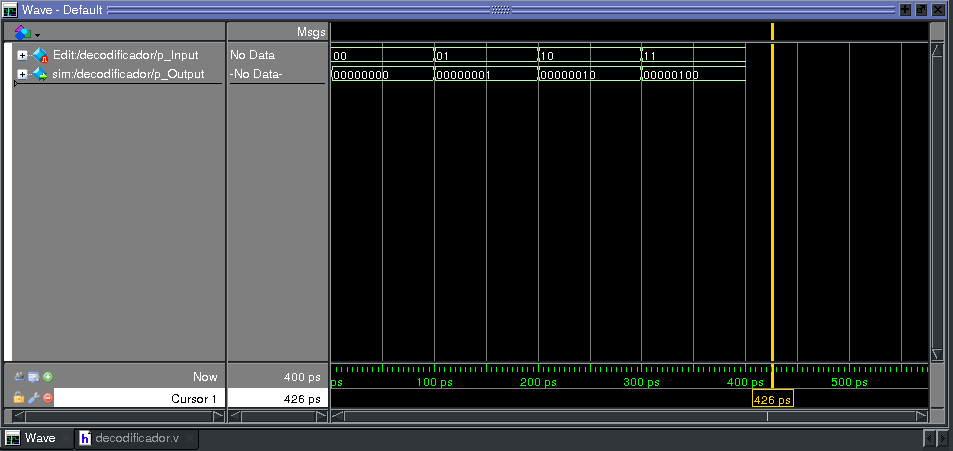 Wave - Default
Msgs
Edit:/decodificador/p_Input No Data 00 01 10 11
sim:/decodificador/p_Output -No Data- 00000000 00000001 00000010 00000100
Now 400 ps ps 100 ps 200 ps 300 ps 400 ps 500 ps
Cursor 1 426 ps 426 ps
Wave decodificador.v